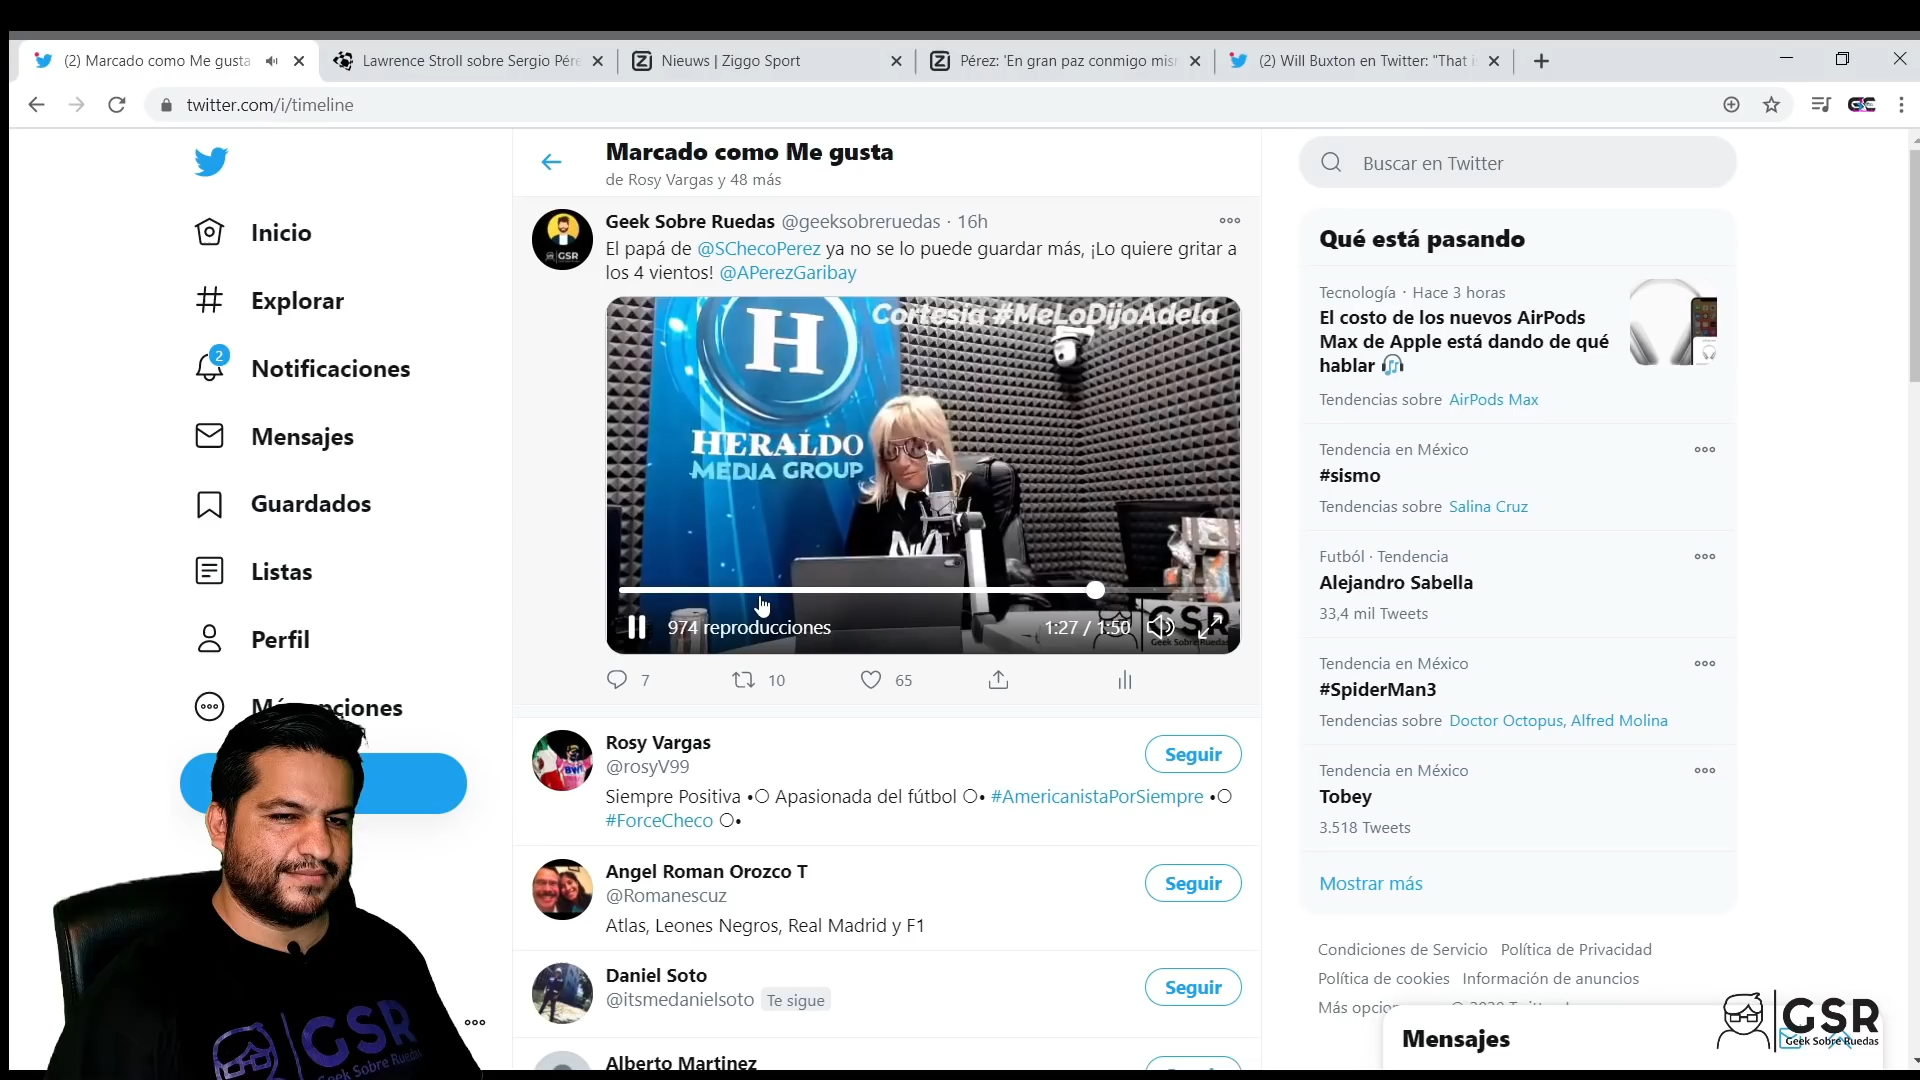 (2) Marcado como Me gusta
Lawrence Stroll sobre Sergio Pére
Nieuws | Ziggo Sport
Pérez: 'En gran paz conmigo mism
(2) Will Buxton en Twitter: "That i
twitter.com/i/timeline
Inicio
Explorar
2
Notificaciones
Mensajes
Guardados
Listas
Perfil
Marcado como Me gusta
de Rosy Vargas y 48 más
Geek Sobre Ruedas @geeksobreruedas · 16h
El papá de @SChecoPerez ya no se lo puede guardar más, ¡Lo quiere gritar a
los 4 vientos! @APerezGaribay
Cortesía #MeLoDijoAdela
H
HERALDO
MEDIA GROUP
974 reproducciones
1:27 / 1:50
GSR
Geek Sobre Ruedas
7
10
65
Rosy Vargas
@rosyV99
Seguir
Siempre Positiva •○ Apasionada del fútbol ○• #AmericanistaPorSiempre •○
#ForceCheco ○•
Angel Roman Orozco T
@Romanescuz
Seguir
Atlas, Leones Negros, Real Madrid y F1
Daniel Soto
@itsmedanielsoto Te sigue
Seguir
Alberto Martinez
Buscar en Twitter
Qué está pasando
Tecnología · Hace 3 horas
El costo de los nuevos AirPods
Max de Apple está dando de qué
hablar
Tendencias sobre AirPods Max
Tendencia en México
#sismo
Tendencias sobre Salina Cruz
Futból · Tendencia
Alejandro Sabella
33,4 mil Tweets
Tendencia en México
#SpiderMan3
Tendencias sobre Doctor Octopus, Alfred Molina
Tendencia en México
Tobey
3.518 Tweets
Mostrar más
Condiciones de Servicio Política de Privacidad
Política de cookies Información de anuncios
Mensajes
GSR
Geek Sobre Ruedas
GSR
Geek Sobre Ruedas